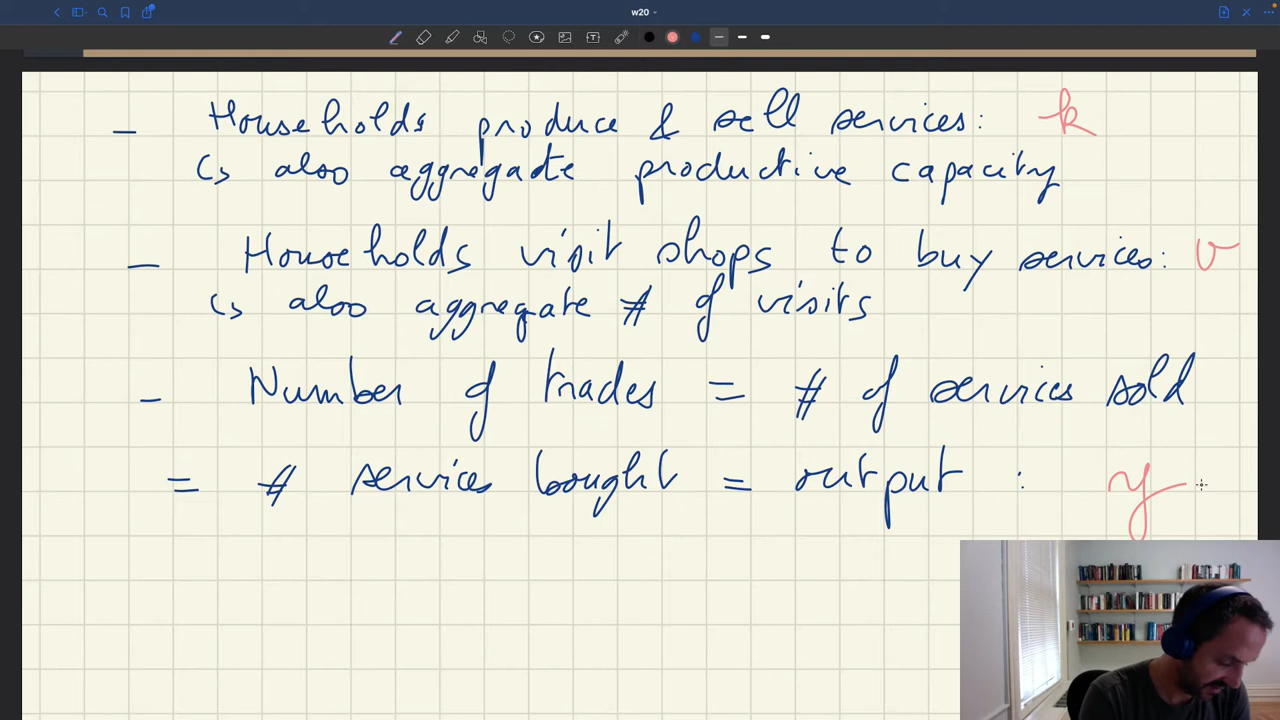 w20
- Households produce & sell services: k
↳ also aggregate productive capacity
- Households visit shops to buy services: v
↳ also aggregate # of visits
- Number of trades = # of services sold
= # services bought = output : y